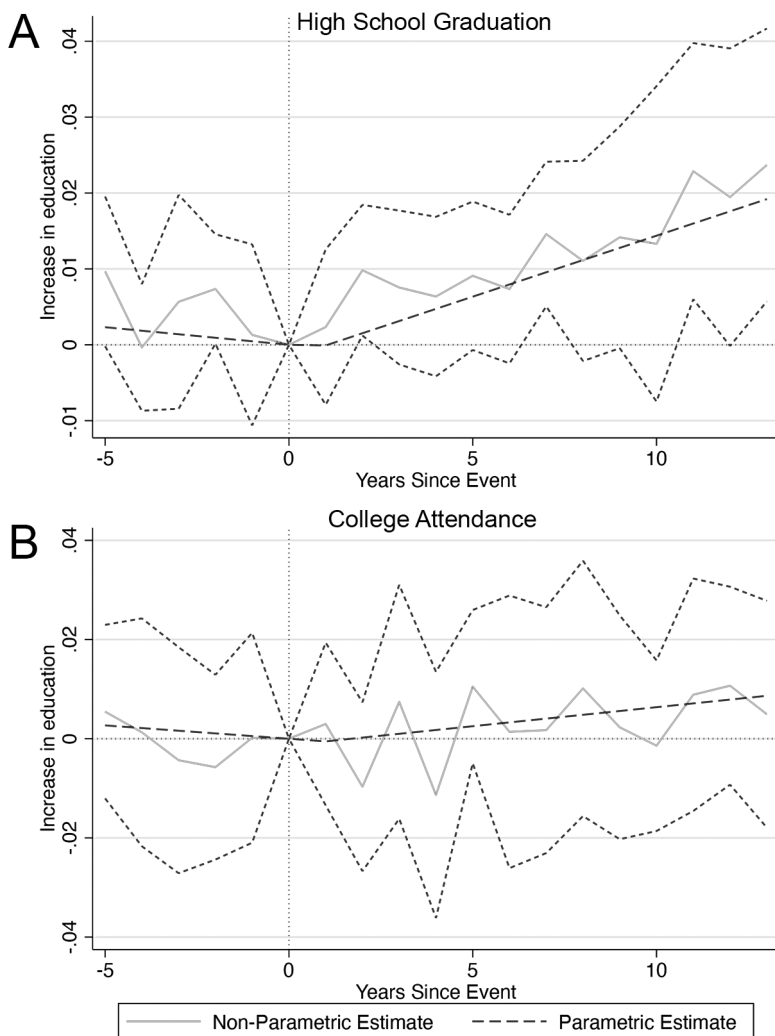 A
High School Graduation
Increase in education
.04
.03
.02
.01
0
-.01
-5 0 5 10
Years Since Event
B
College Attendance
Increase in education
.04
.02
0
-.02
-.04
-5 0 5 10
Years Since Event
Non-Parametric Estimate Parametric Estimate